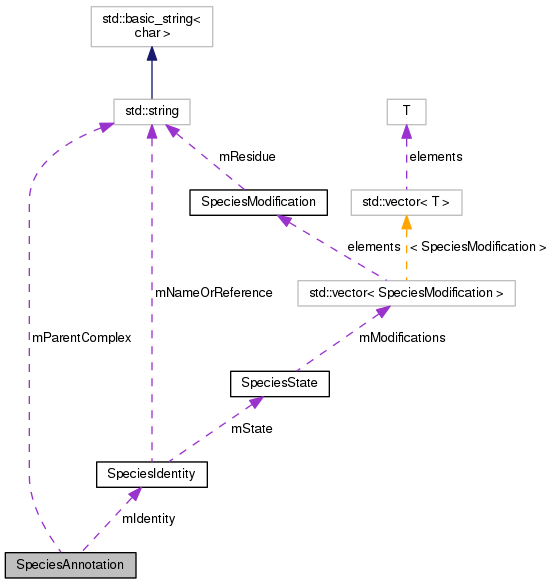 std::basic_string<
char >
std::string
T
mResidue
elements
SpeciesModification
std::vector< T >
elements
< SpeciesModification >
mNameOrReference
std::vector< SpeciesModification >
mParentComplex
mModifications
SpeciesState
mState
SpeciesIdentity
mIdentity
SpeciesAnnotation